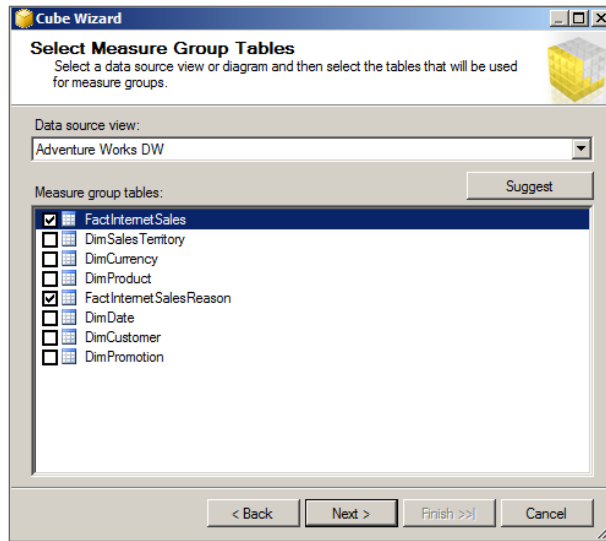 Cube Wizard
Select Measure Group Tables
Select a data source view or diagram and then select the tables that will be used
for measure groups.
Data source view:
Adventure Works DW
Measure group tables:
Suggest
FactInternetSales
DimSalesTerritory
DimCurrency
DimProduct
FactInternetSalesReason
DimDate
DimCustomer
DimPromotion
< Back
Next >
Finish >>|
Cancel